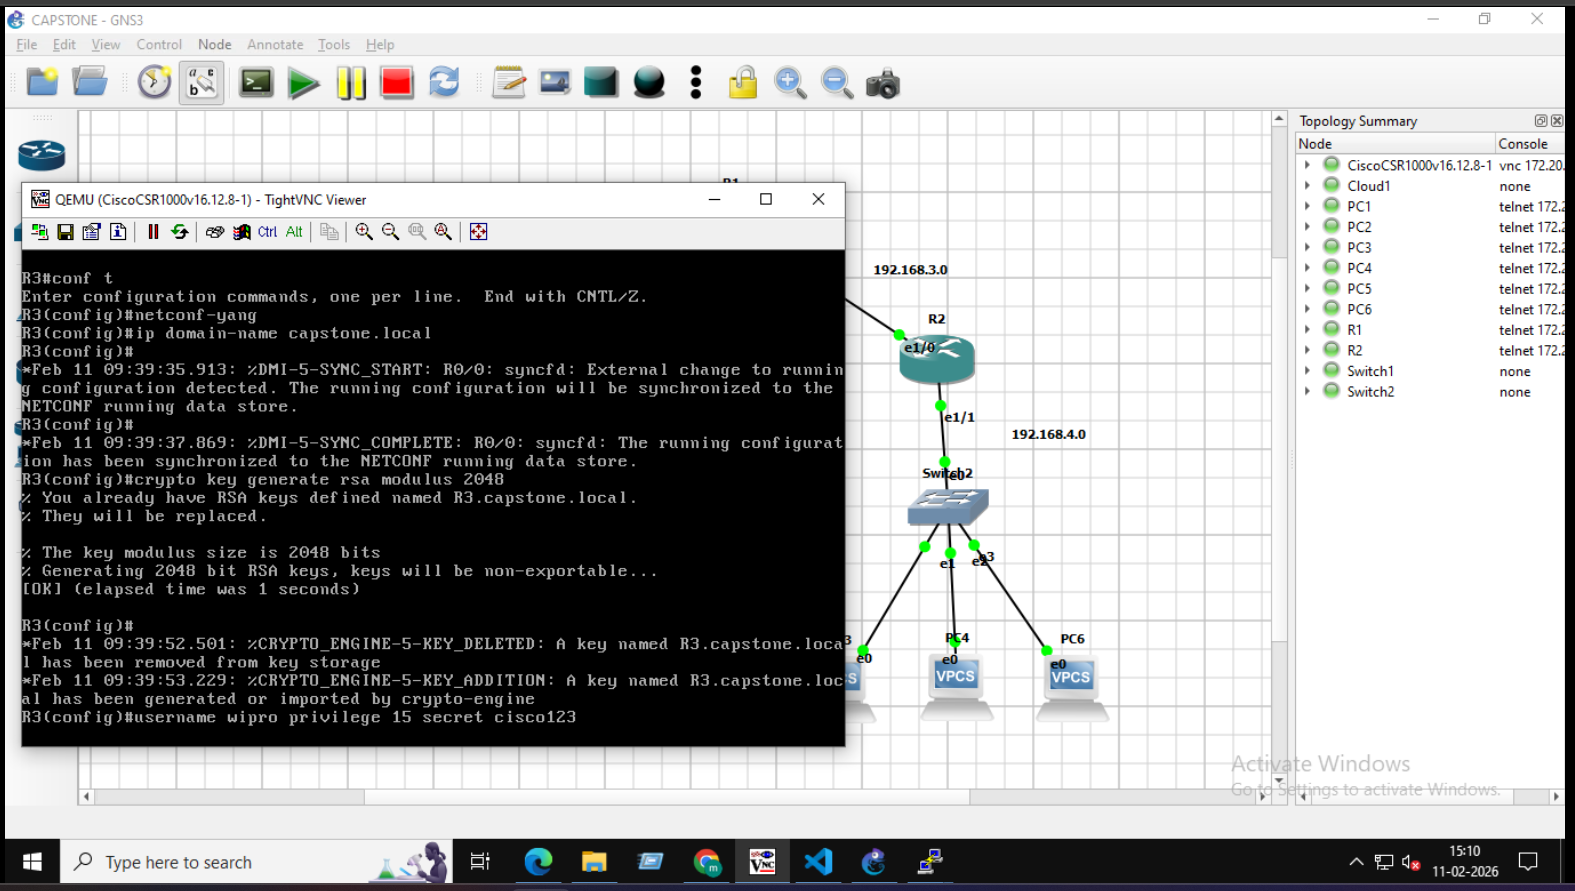 CAPSTONE - GNS3
File Edit View Control Node Annotate Tools Help
Topology Summary
Node Console
CiscoCSR1000v16.12.8-1 vnc 172.20.
Cloud1 none
PC1 telnet 172.2
PC2 telnet 172.2
PC3 telnet 172.2
PC4 telnet 172.2
PC5 telnet 172.2
PC6 telnet 172.2
R1 telnet 172.2
R2 telnet 172.2
Switch1 none
Switch2 none
QEMU (CiscoCSR1000v16.12.8-1) - TightVNC Viewer
Ctrl Alt
R3#conf t
Enter configuration commands, one per line.  End with CNTL/Z.
R3(config)#netconf-yang
R3(config)#ip domain-name capstone.local
R3(config)#
*Feb 11 09:39:35.913: %DMI-5-SYNC_START: R0/0: syncfd: External change to runnin
g configuration detected. The running configuration will be synchronized to the
NETCONF running data store.
R3(config)#
*Feb 11 09:39:37.869: %DMI-5-SYNC_COMPLETE: R0/0: syncfd: The running configurat
ion has been synchronized to the NETCONF running data store.
R3(config)#crypto key generate rsa modulus 2048
% You already have RSA keys defined named R3.capstone.local.
% They will be replaced.
% The key modulus size is 2048 bits
% Generating 2048 bit RSA keys, keys will be non-exportable...
[OK] (elapsed time was 1 seconds)
R3(config)#
*Feb 11 09:39:52.501: %CRYPTO_ENGINE-5-KEY_DELETED: A key named R3.capstone.loca
l has been removed from key storage
*Feb 11 09:39:53.229: %CRYPTO_ENGINE-5-KEY_ADDITION: A key named R3.capstone.loc
al has been generated or imported by crypto-engine
R3(config)#username wipro privilege 15 secret cisco123
192.168.3.0
R2
e1/0
e1/1
192.168.4.0
Switch2
e0
e1
e2
e3
3
e0
PC4
e0
VPCS
PC6
e0
VPCS
Activate Windows
Go to Settings to activate Windows.
Type here to search
15:10
11-02-2026